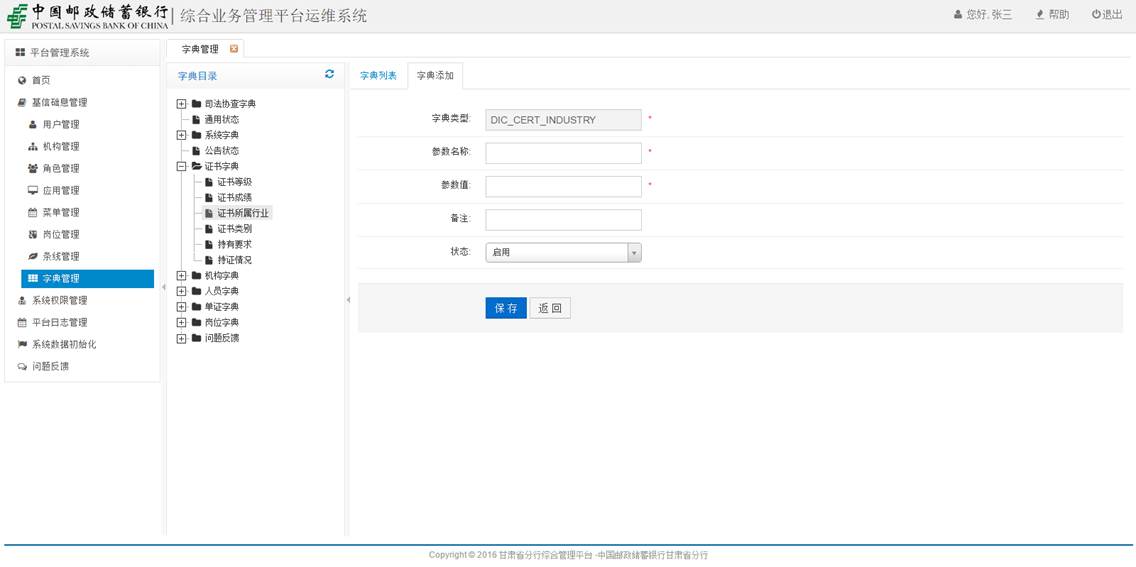 中国邮政储蓄银行
POSTAL SAVINGS BANK OF CHINA
综合业务管理平台运维系统
您好, 张三
帮助
退出
平台管理系统
首页
基信础息管理
用户管理
机构管理
角色管理
应用管理
菜单管理
岗位管理
条线管理
字典管理
系统权限管理
平台日志管理
系统数据初始化
问题反馈
字典管理
字典目录
司法协查字典
通用状态
系统字典
公告状态
证书字典
证书等级
证书成绩
证书所属行业
证书类别
持有要求
持证情况
机构字典
人员字典
单证字典
岗位字典
问题反馈
字典列表
字典添加
字典类型: DIC_CERT_INDUSTRY *
参数名称: *
参数值: *
备注:
状态: 启用
保 存
返 回
Copyright © 2016 甘肃省分行综合管理平台 -中国邮政储蓄银行甘肃省分行